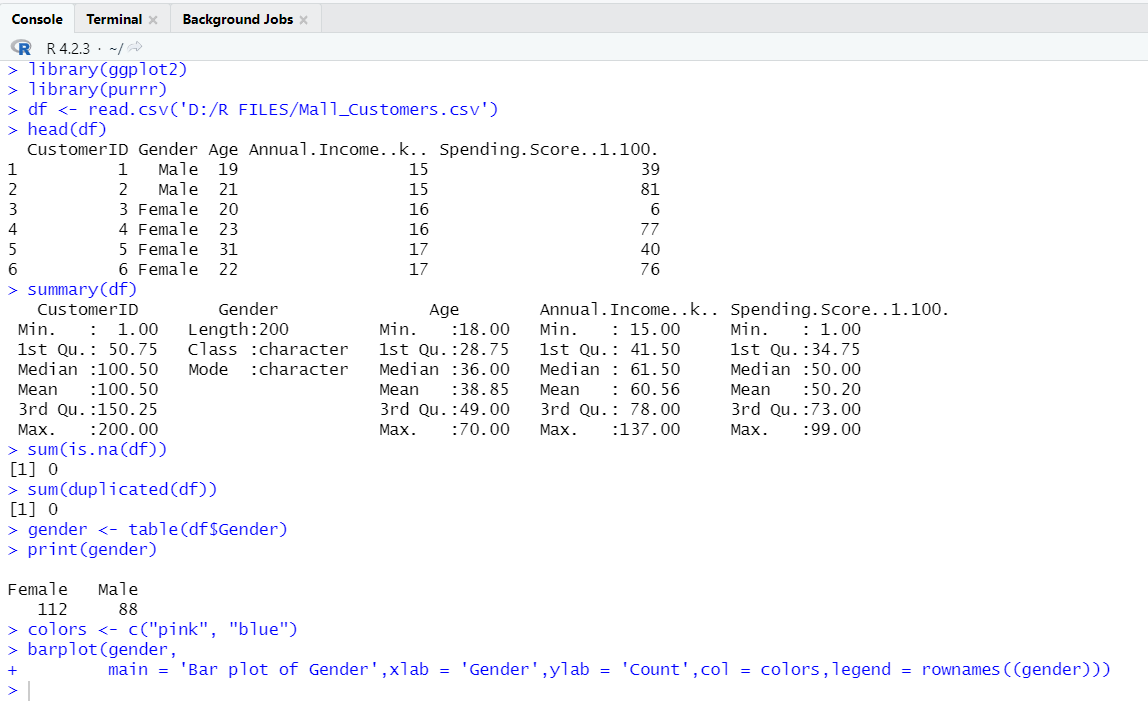 Console Terminal × Background Jobs ×
R R 4.2.3 · ~/
> library(ggplot2)
> library(purrr)
> df <- read.csv('D:/R FILES/Mall_Customers.csv')
> head(df)
  CustomerID Gender Age Annual.Income..k.. Spending.Score..1.100.
1          1   Male  19                 15                     39
2          2   Male  21                 15                     81
3          3 Female  20                 16                      6
4          4 Female  23                 16                     77
5          5 Female  31                 17                     40
6          6 Female  22                 17                     76
> summary(df)
   CustomerID        Gender               Age        Annual.Income..k.. Spending.Score..1.100.
 Min.   :  1.00   Length:200         Min.   :18.00   Min.   : 15.00     Min.   : 1.00
 1st Qu.: 50.75   Class :character   1st Qu.:28.75   1st Qu.: 41.50     1st Qu.:34.75
 Median :100.50   Mode  :character   Median :36.00   Median : 61.50     Median :50.00
 Mean   :100.50                      Mean   :38.85   Mean   : 60.56     Mean   :50.20
 3rd Qu.:150.25                      3rd Qu.:49.00   3rd Qu.: 78.00     3rd Qu.:73.00
 Max.   :200.00                      Max.   :70.00   Max.   :137.00     Max.   :99.00
> sum(is.na(df))
[1] 0
> sum(duplicated(df))
[1] 0
> gender <- table(df$Gender)
> print(gender)
Female   Male
   112     88
> colors <- c("pink", "blue")
> barplot(gender,
+         main = 'Bar plot of Gender',xlab = 'Gender',ylab = 'Count',col = colors,legend = rownames((gender)))
>